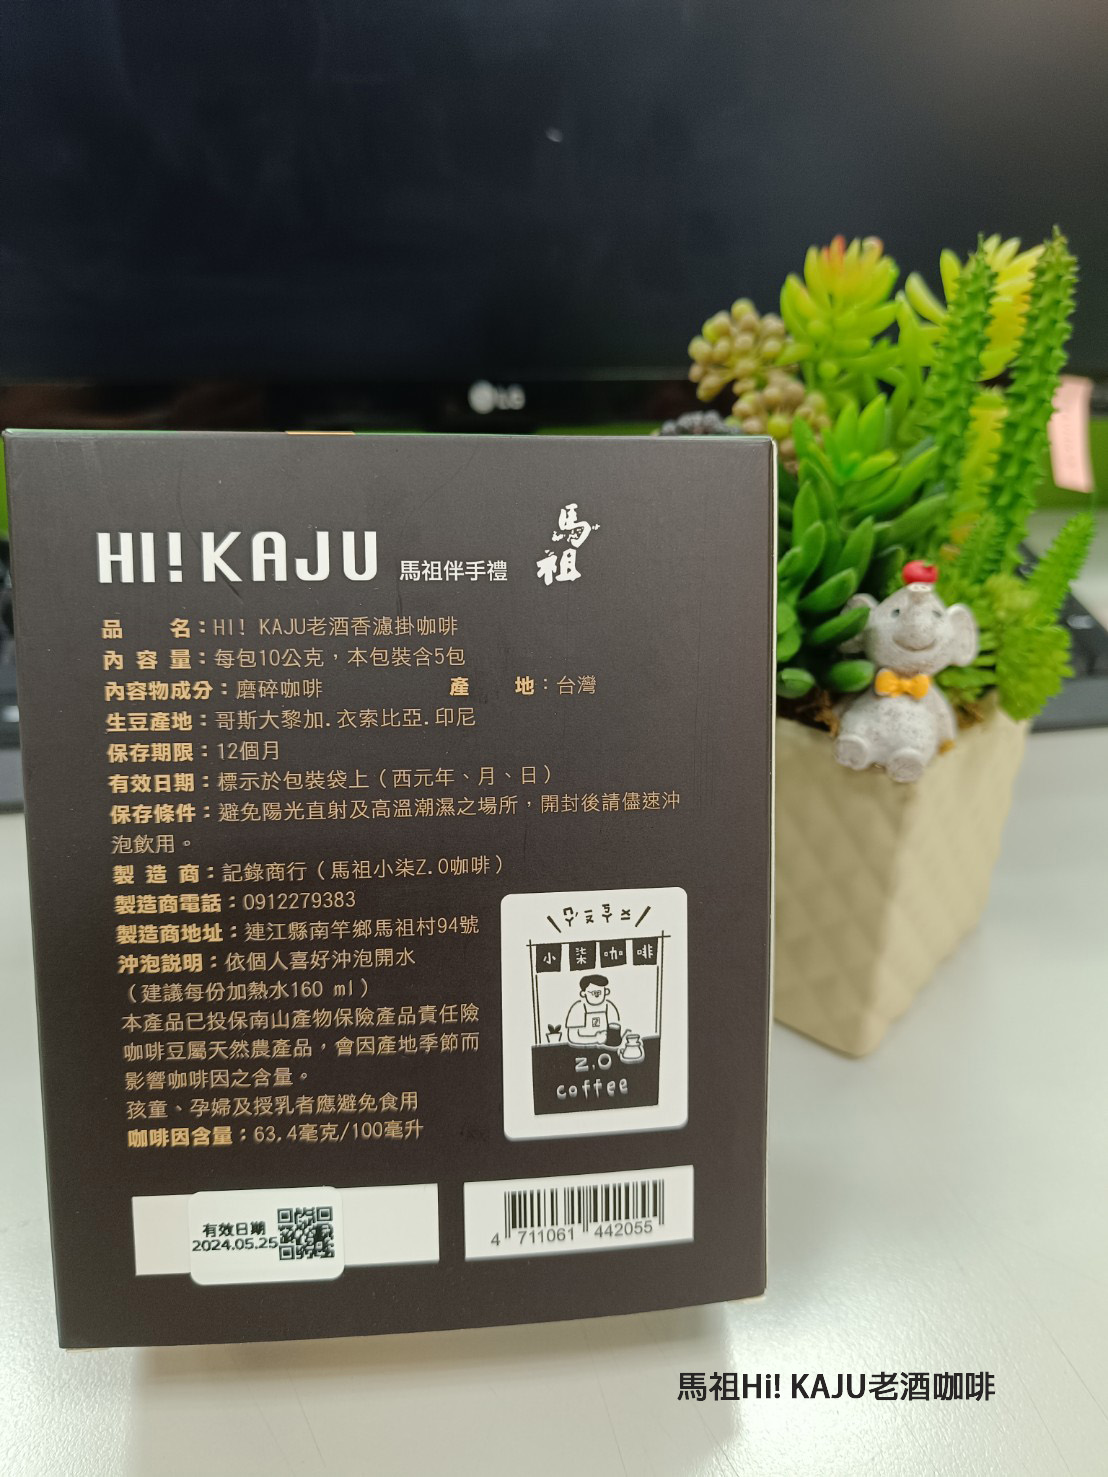 LG
HI!KAJU 馬祖伴手禮 馬祖
品名：HI! KAJU老酒香濾掛咖啡
內容量：每包10公克，本包裝含5包
內容物成分：磨碎咖啡 產地：台灣
生豆產地：哥斯大黎加.衣索比亞.印尼
保存期限：12個月
有效日期：標示於包裝袋上（西元年、月、日）
保存條件：避免陽光直射及高溫潮濕之場所，開封後請儘速沖
泡飲用。
製造商：記錄商行（馬祖小柒Z.O咖啡）
製造商電話：0912279383
製造商地址：連江縣南竿鄉馬祖村94號
沖泡說明：依個人喜好沖泡開水
（建議每份加熱水160 ml）
本產品已投保南山產物保險產品責任險
咖啡豆屬天然農產品，會因產地季節而
影響咖啡因之含量。
孩童、孕婦及授乳者應避免食用
咖啡因含量：63.4毫克/100毫升
小柒咖啡
Z.O
coffee
有效日期
2024.05.25
4 711061 442055
馬祖Hi! KAJU老酒咖啡